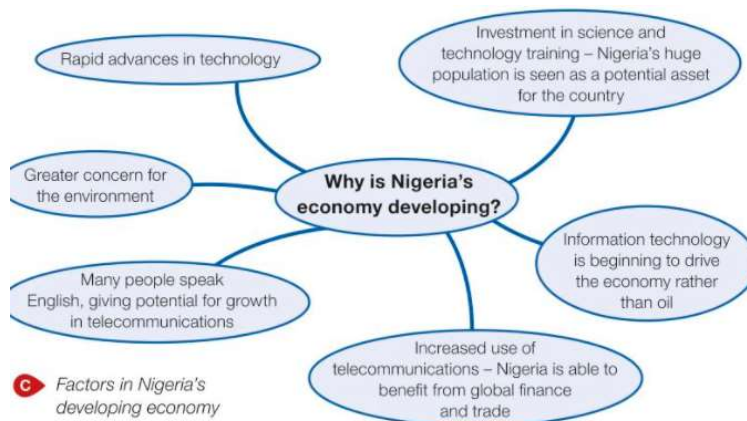 Rapid advances in technology
Investment in science and
technology training – Nigeria's huge
population is seen as a potential asset
for the country
Greater concern for
the environment
Why is Nigeria's
economy developing?
Information technology
is beginning to drive
the economy rather
than oil
Many people speak
English, giving potential for growth
in telecommunications
Increased use of
telecommunications – Nigeria is able to
benefit from global finance
and trade
C Factors in Nigeria's
developing economy